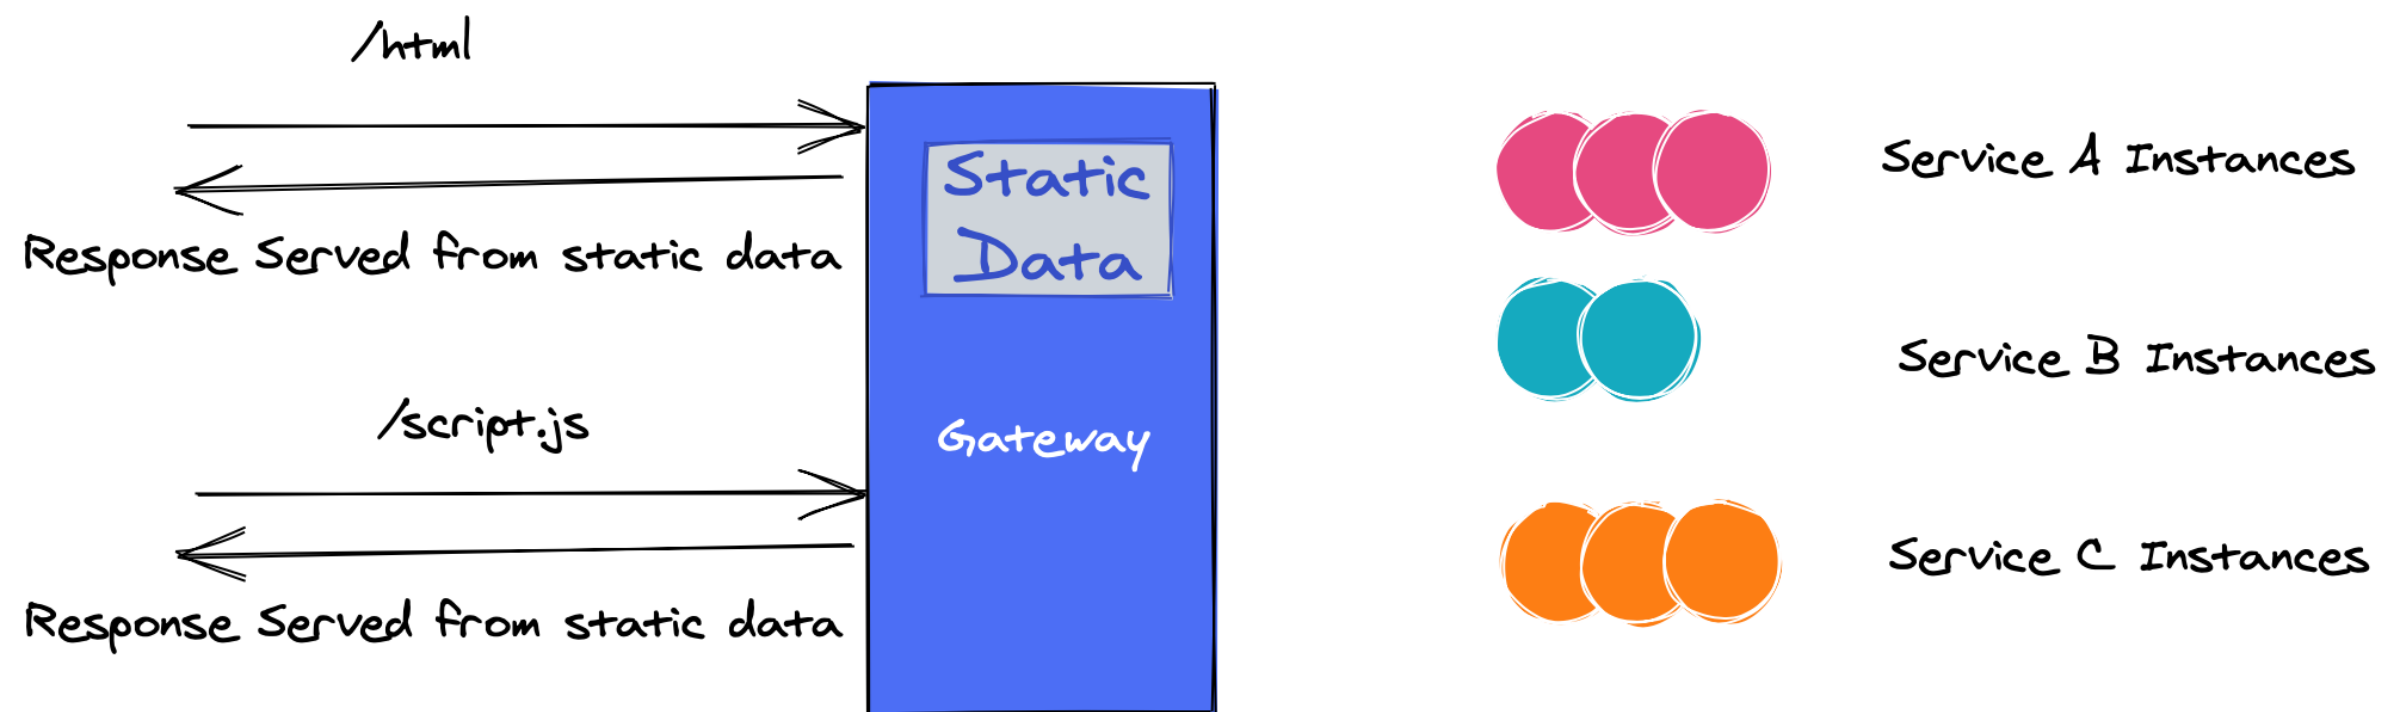 /html
Response Served from static data
Static
Data
Gateway
/script.js
Response Served from static data
Service A Instances
Service B Instances
Service C Instances